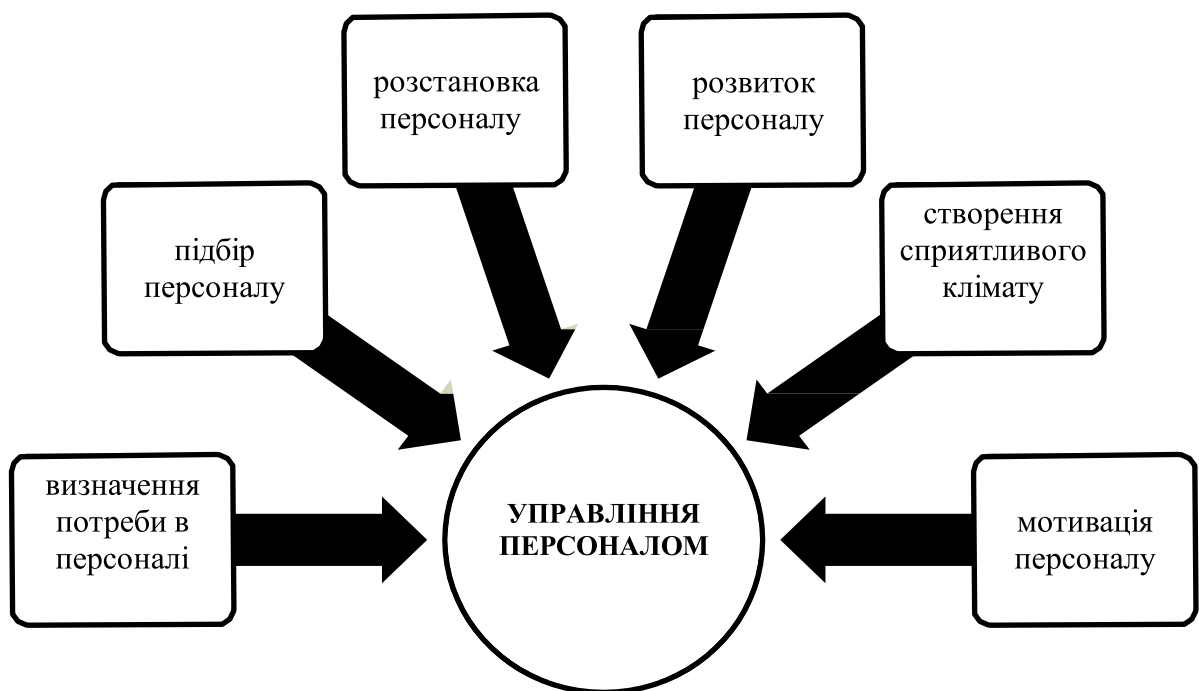 розстановка
персоналу
розвиток
персоналу
підбір
персоналу
створення
сприятливого
клімату
визначення
потреби в
персоналі
УПРАВЛІННЯ
ПЕРСОНАЛОМ
мотивація
персоналу